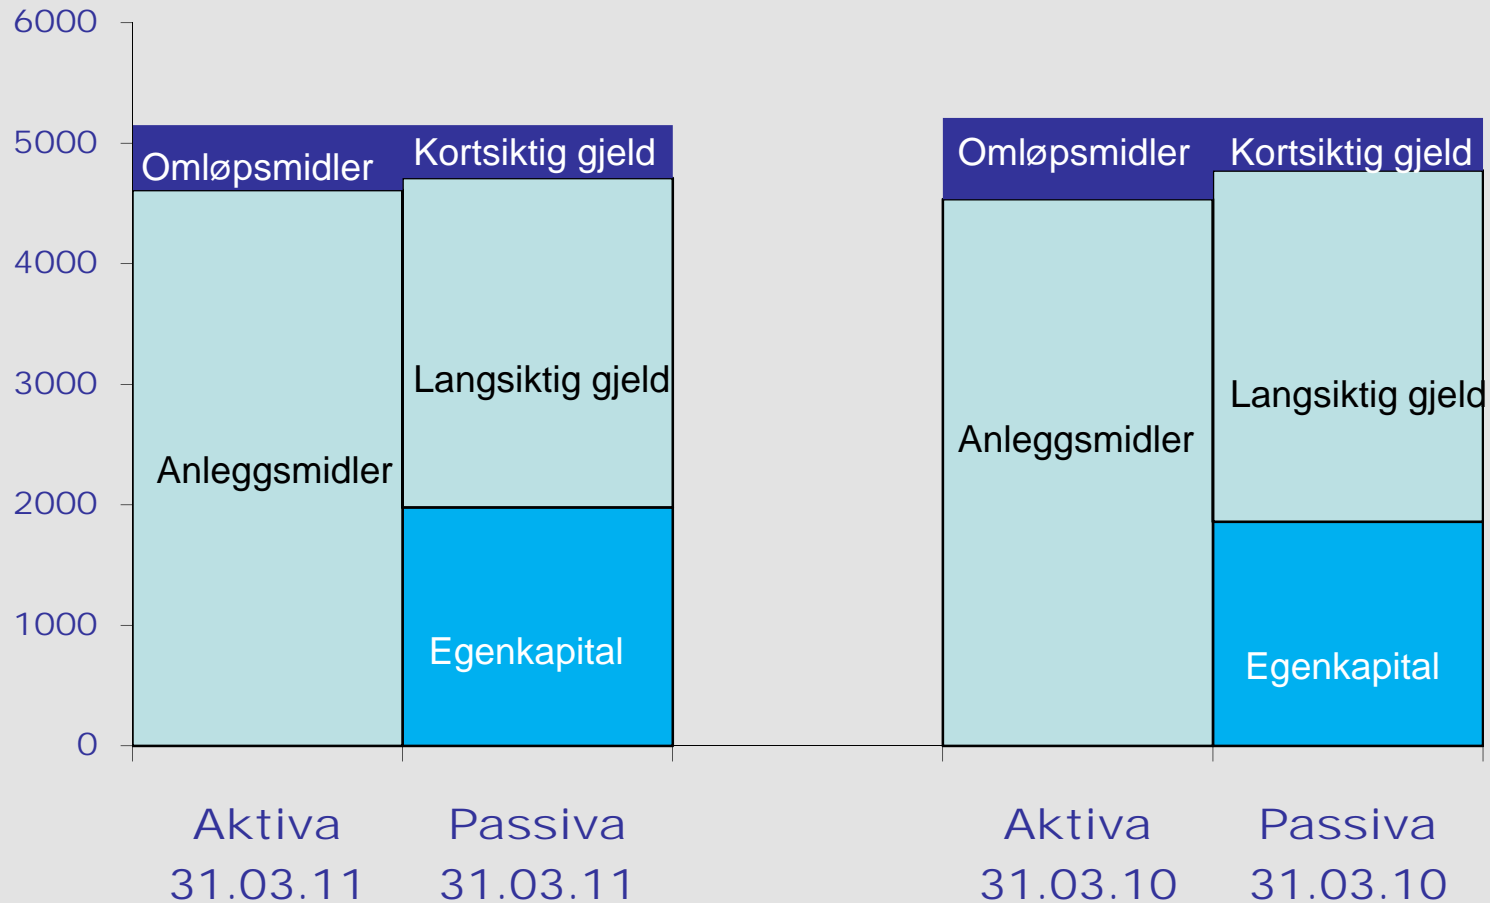 6000
5000
4000
3000
2000
1000
0
Omløpsmidler
Kortsiktig gjeld
Langsiktig gjeld
Anleggsmidler
Egenkapital
Omløpsmidler
Kortsiktig gjeld
Langsiktig gjeld
Anleggsmidler
Egenkapital
Aktiva
31.03.11
Passiva
31.03.11
Aktiva
31.03.10
Passiva
31.03.10